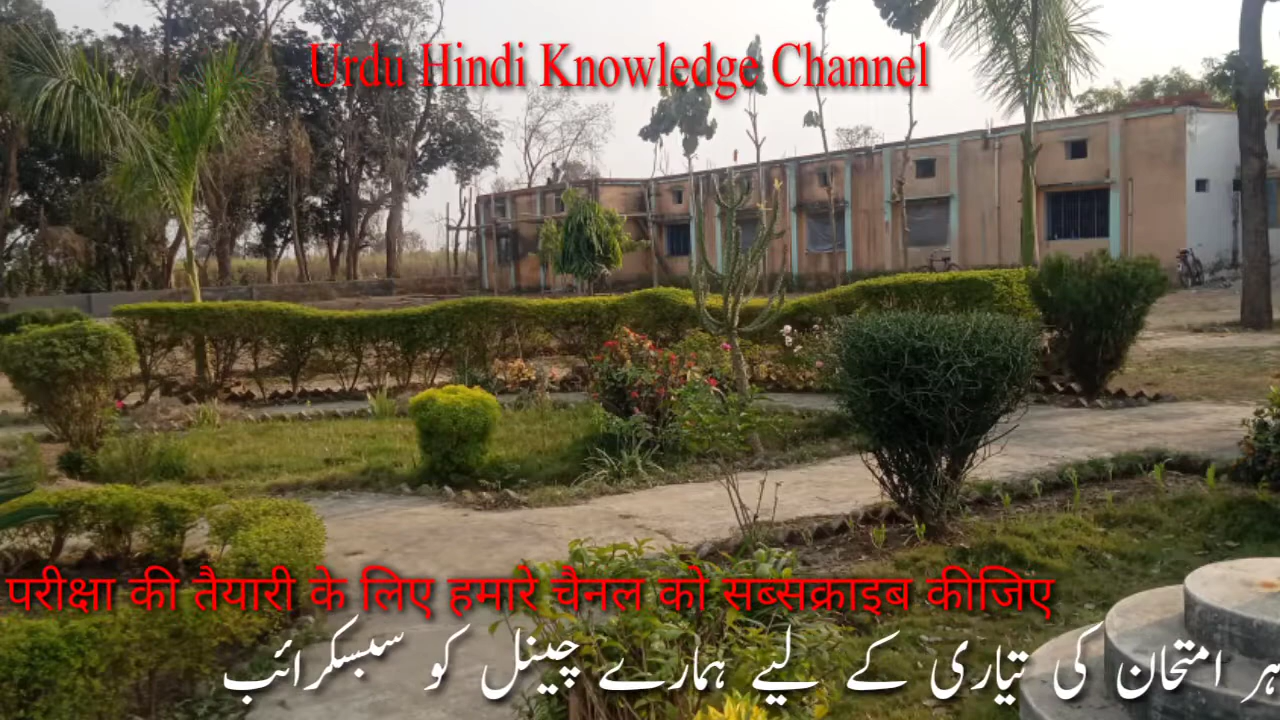 Urdu Hindi Knowledge Channel
परीक्षा की तैयारी के लिए हमारे चैनल को सब्सक्राइब कीजिए
ہر امتحان کی تیاری کے لیے ہمارے چینل کو سبسکرائب